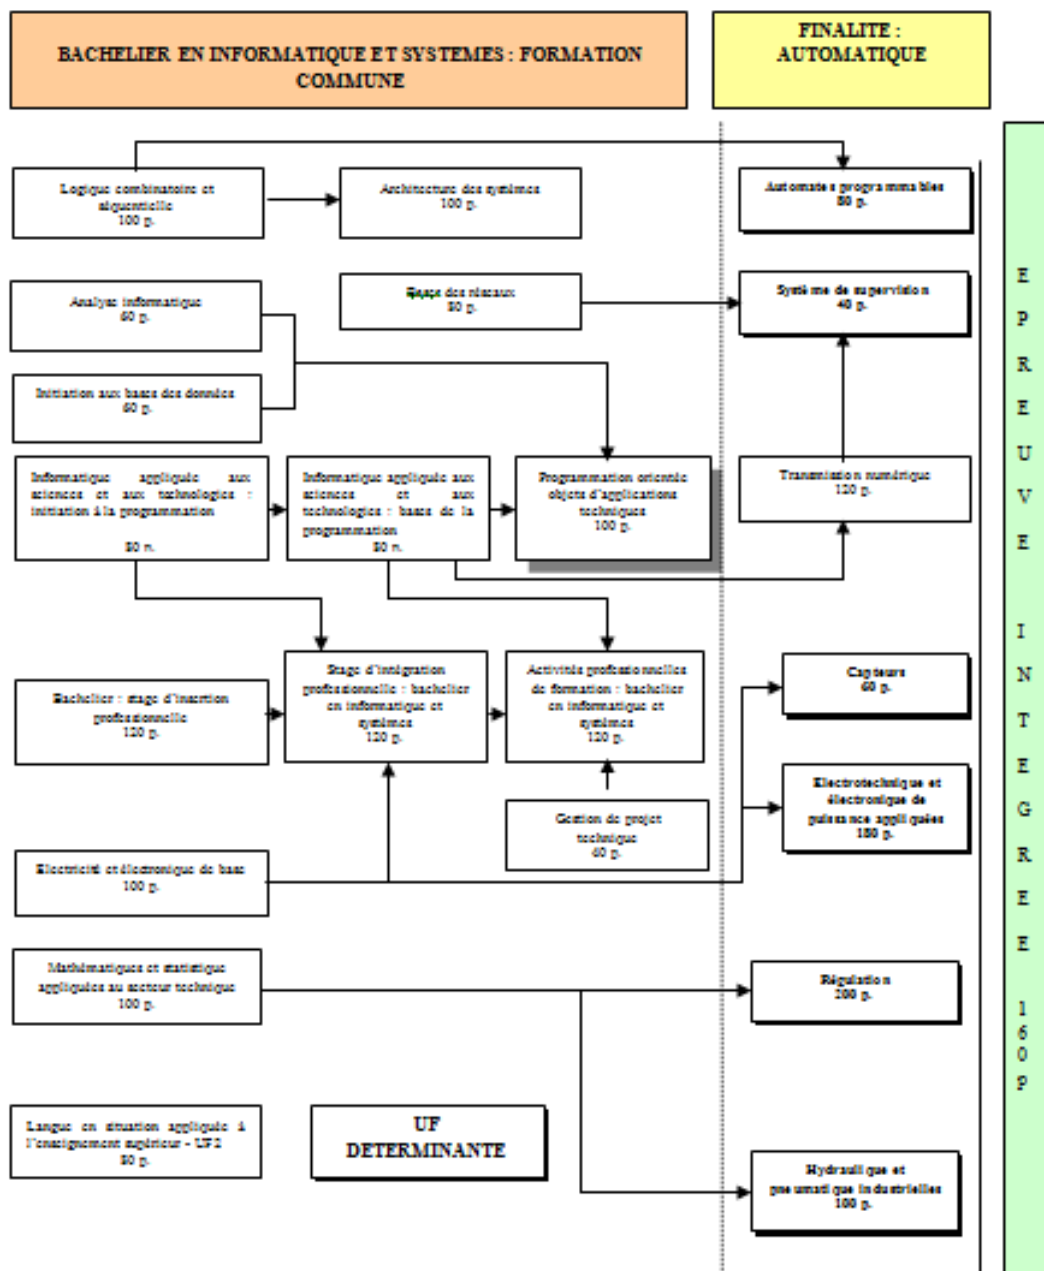 BACHELIER EN INFORMATIQUE ET SYSTEMES : FORMATION
COMMUNE
FINALITE :
AUTOMATIQUE
Logique combinatoire et
séquentielle
100 p.
Architecture des systèmes
100 p.
Automates programmables
80 p.
Analyse informatique
60 p.
des réseaux
80 p.
Système de supervision
40 p.
Initiation aux bases des données
60 p.
Informatique appliquée aux
sciences et aux technologies :
initiation à la programmation
80 p.
Informatique appliquée aux
sciences et aux
technologies : bases de la
programmation
80 p.
Programmation orientée
objets d'applications
techniques
100 p.
Transmission numérique
120 p.
Bachelier : stage d'insertion
professionnelle
120 p.
Stage d'intégration
professionnelle : bachelier
en informatique et
systèmes
120 p.
Activités professionnelles
de formation : bachelier
en informatique et
systèmes
120 p.
Capteurs
60 p.
Gestion de projet
technique
60 p.
Electrotechnique et
électronique de
puissance appliquées
180 p.
Electricité et électronique de base
100 p.
Mathématiques et statistique
appliquées au secteur technique
100 p.
Régulation
200 p.
Langue en situation appliquée à
l'enseignement supérieur - UF2
80 p.
UF
DETERMINANTE
Hydraulique et
pneumatique industrielles
100 p.
EPREUVE INTEGREE 160P